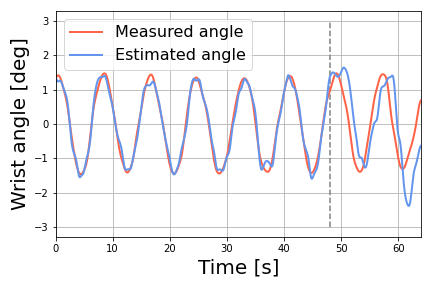 3
2
1
0
−1
−2
−3
Wrist angle [deg]
Measured angle
Estimated angle
0 10 20 30 40 50 60
Time [s]